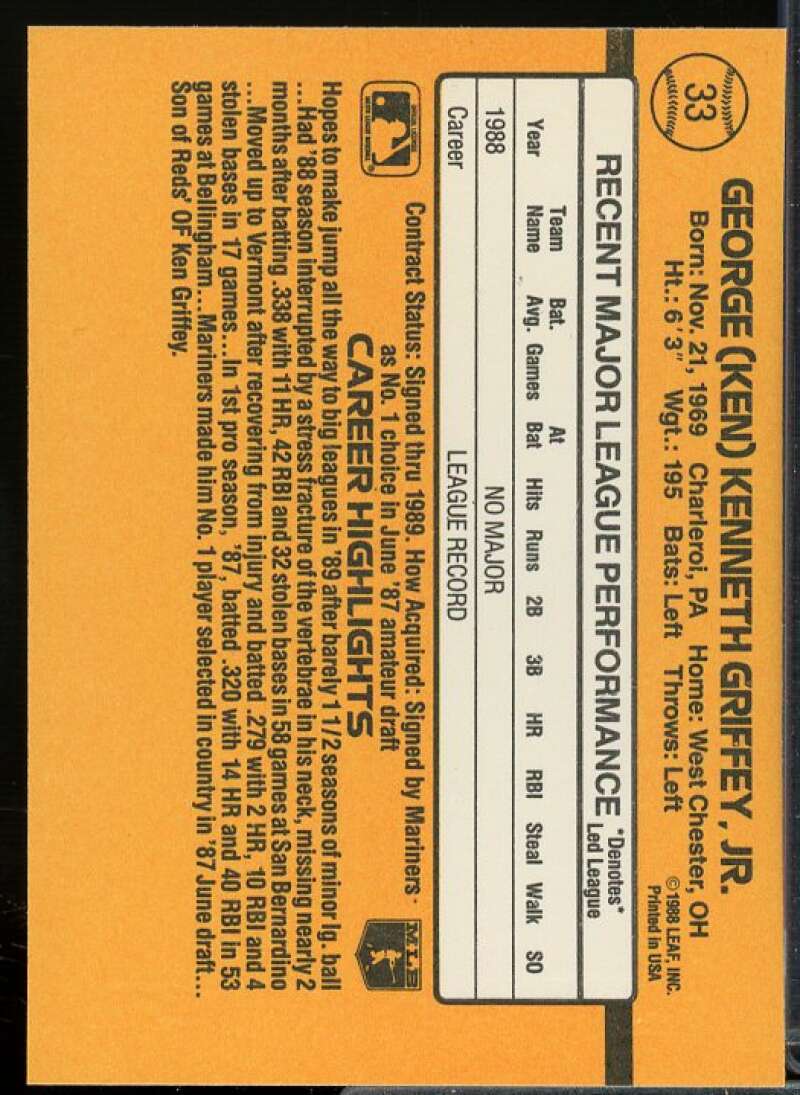 33
GEORGE (KEN) KENNETH GRIFFEY, JR.
Born: Nov. 21, 1969 Charleroi, PA Home: West Chester, OH
Ht.: 6'3" Wgt.: 195 Bats: Left Throws: Left
©1988 LEAF, INC.
Printed in USA
RECENT MAJOR LEAGUE PERFORMANCE
*Denotes*
Led League
Year Team Name Bat. Avg. Games At Bat Hits Runs 2B 3B HR RBI Steal Walk SO
1988 NO MAJOR
Career LEAGUE RECORD
Contract Status: Signed thru 1989. How Acquired: Signed by Mariners
as No. 1 choice in June '87 amateur draft
CAREER HIGHLIGHTS
MLB
Hopes to make jump all the way to big leagues in '89 after barely 1 1/2 seasons of minor lg. ball
...Had '88 season interrupted by a stress fracture of the vertebrae in his neck, missing nearly 2
months after batting .338 with 11 HR, 42 RBI and 32 stolen bases in 58 games at San Bernardino
...Moved up to Vermont after recovering from injury and batted .279 with 2 HR, 10 RBI and 4
stolen bases in 17 games...In 1st pro season, '87, batted .320 with 14 HR and 40 RBI in 53
games at Bellingham...Mariners made him No. 1 player selected in country in '87 June draft...
Son of Reds' OF Ken Griffey.